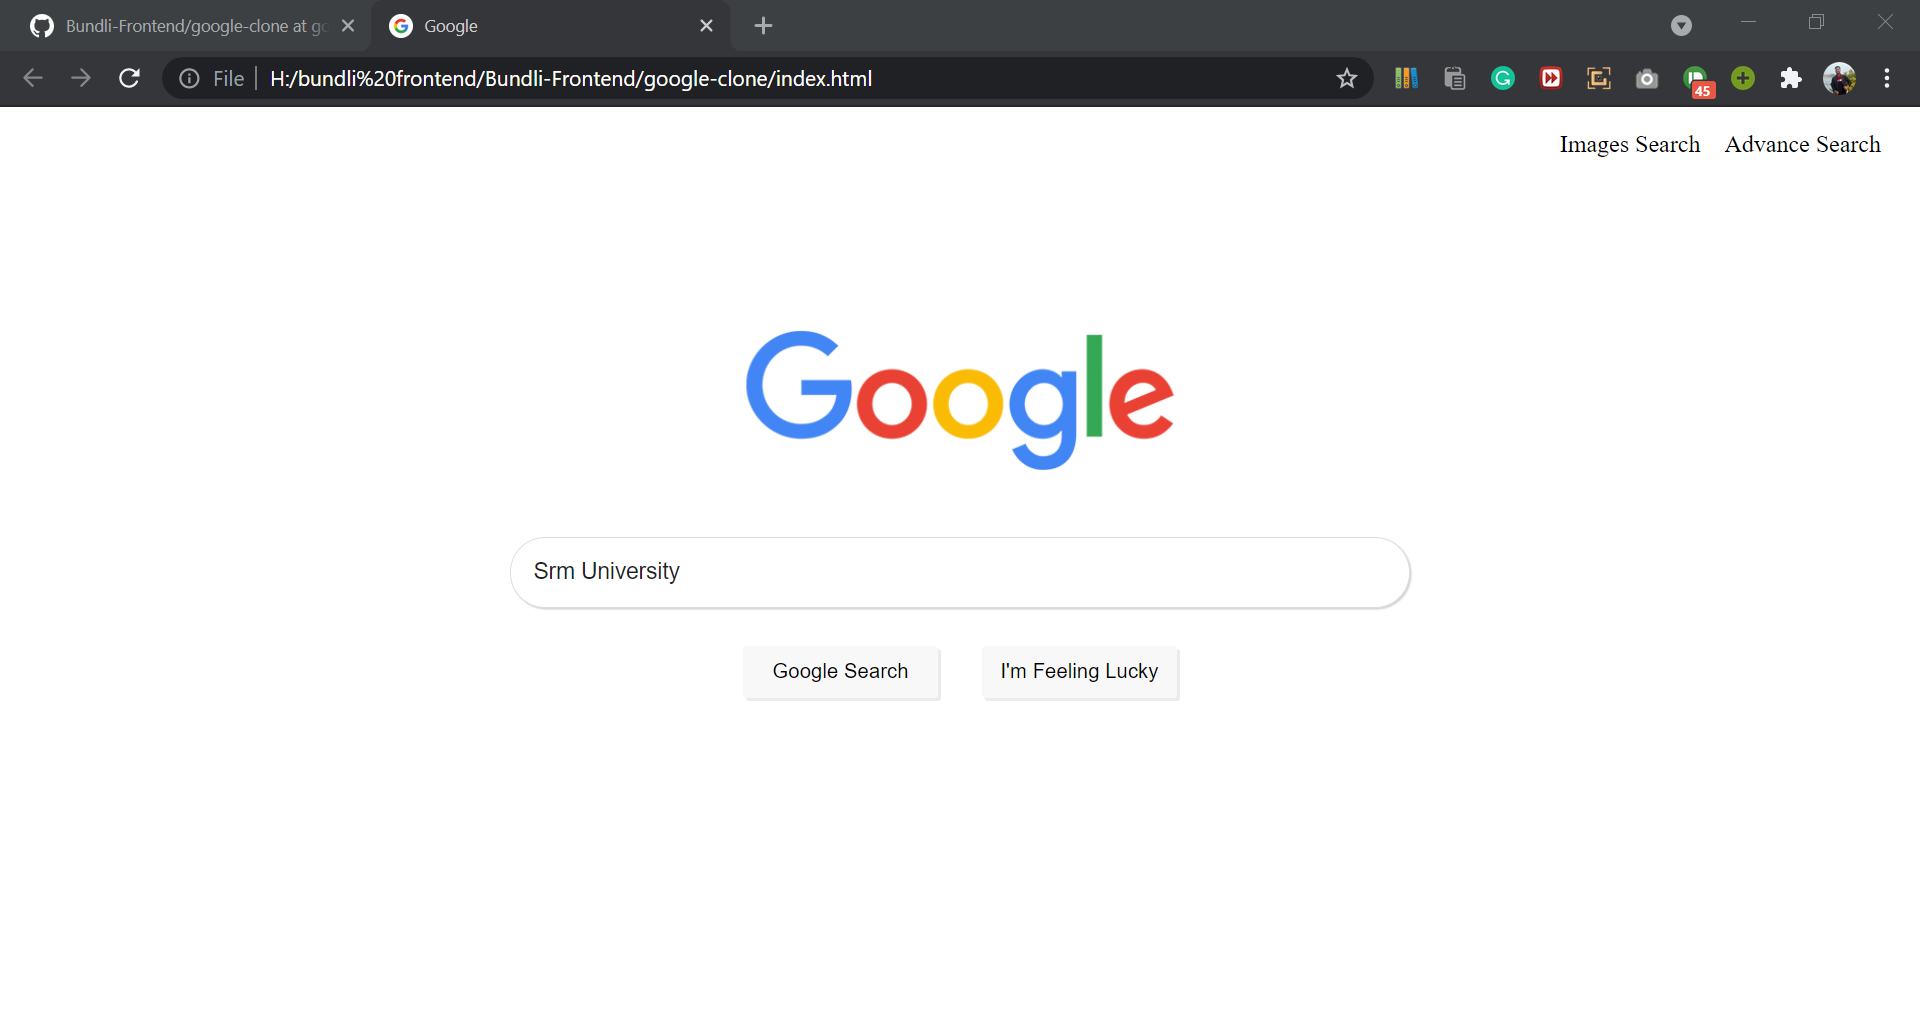 Bundli-Frontend/google-clone at go
Google
File
H:/bundli%20frontend/Bundli-Frontend/google-clone/index.html
45
Images Search Advance Search
Google
Srm University
Google Search I'm Feeling Lucky